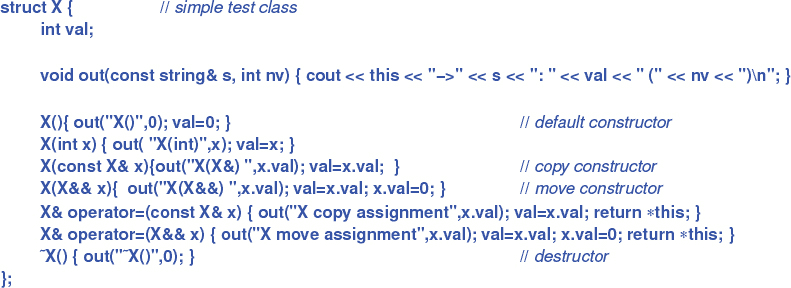 struct X { // simple test class
int val;
void out(const string& s, int nv) { cout << this << "–>" << s << ": " << val << " (" << nv << ")\n"; }
X(){ out("X()",0); val=0; } // default constructor
X(int x) { out( "X(int)",x); val=x; }
X(const X& x){out("X(X&) ",x.val); val=x.val; } // copy constructor
X(X&& x){ out("X(X&&) ",x.val); val=x.val; x.val=0; } // move constructor
X& operator=(const X& x) { out("X copy assignment",x.val); val=x.val; return *this; }
X& operator=(X&& x) { out("X move assignment",x.val); val=x.val; x.val=0; return *this; }
~X() { out("~X()",0); } // destructor
};